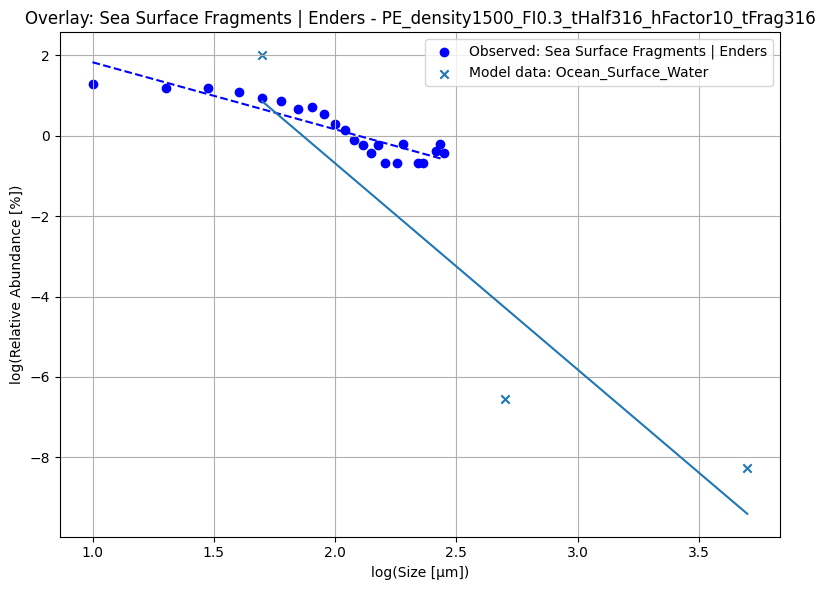 Overlay: Sea Surface Fragments | Enders - PE_density1500_FI0.3_tHalf316_hFactor10_tFrag316
Observed: Sea Surface Fragments | Enders
Model data: Ocean_Surface_Water
log(Relative Abundance [%])
2
0
−2
−4
−6
−8
1.0 1.5 2.0 2.5 3.0 3.5
log(Size [μm])